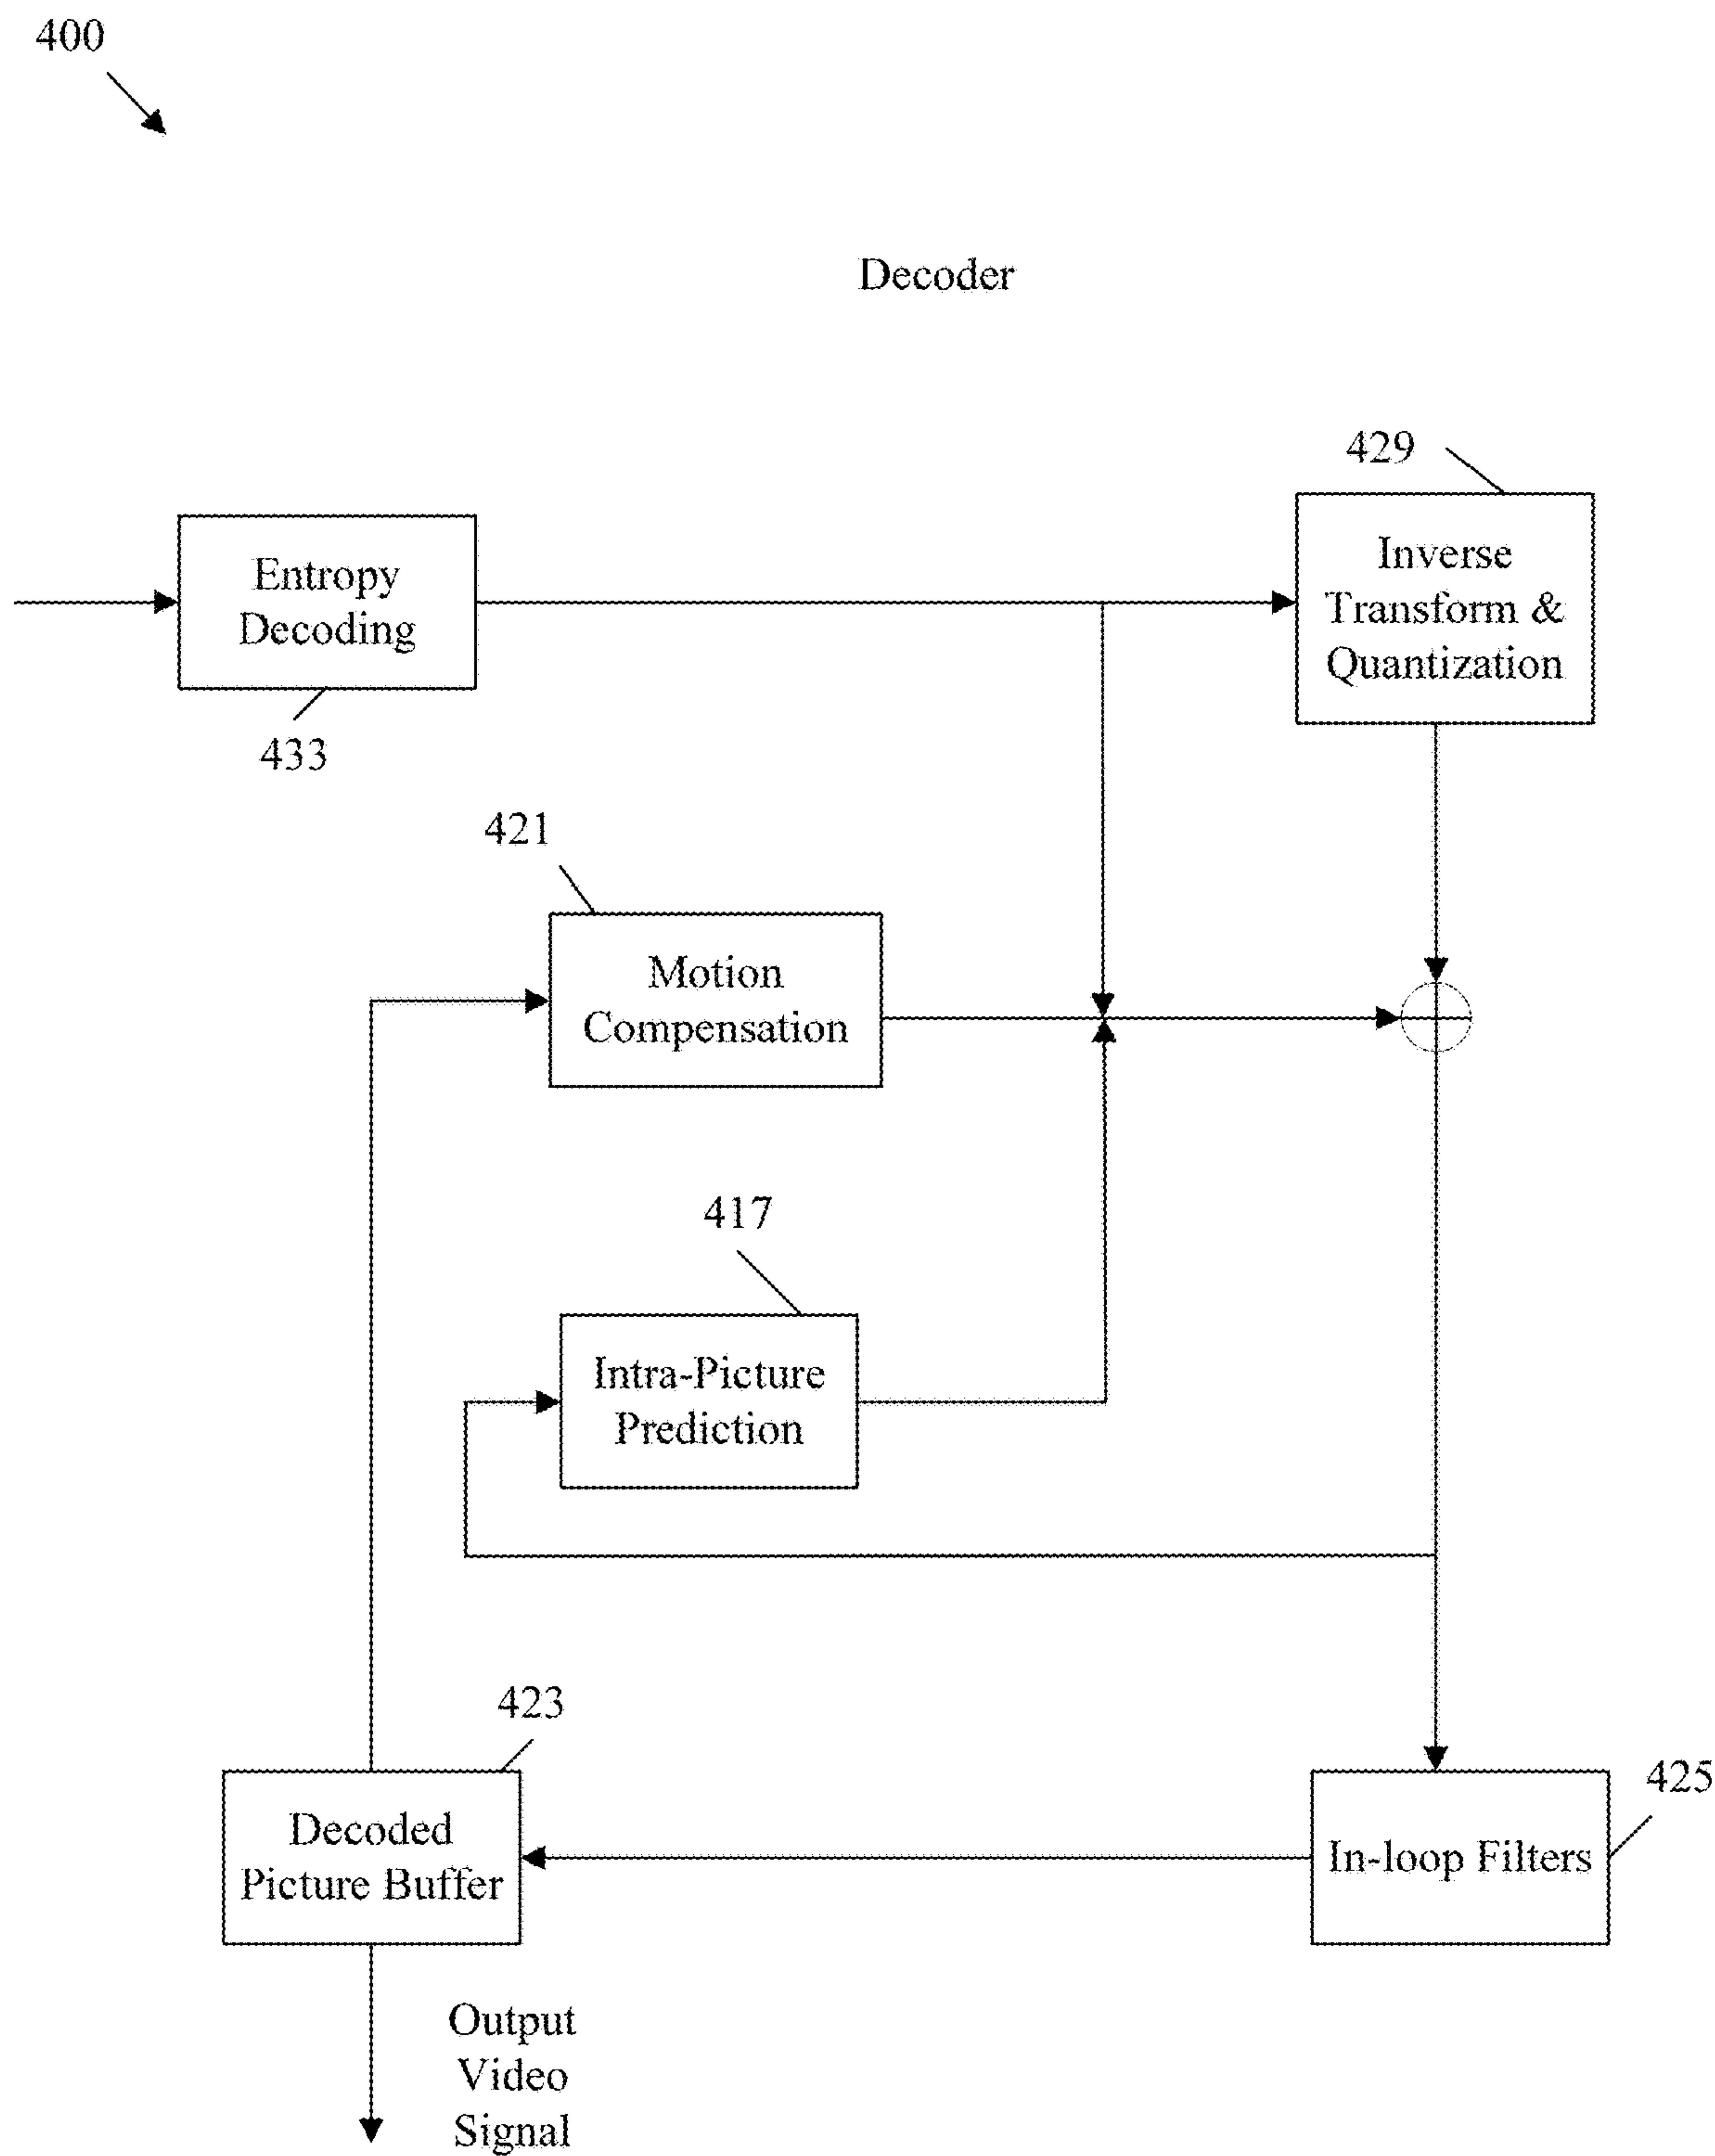 400
Decoder
429
Inverse
Transform &
Quantization
Entropy
Decoding
433
421
Motion
Compensation
417
Intra-Picture
Prediction
423
Decoded
Picture Buffer
425
In-loop Filters
Output
Video
Signal